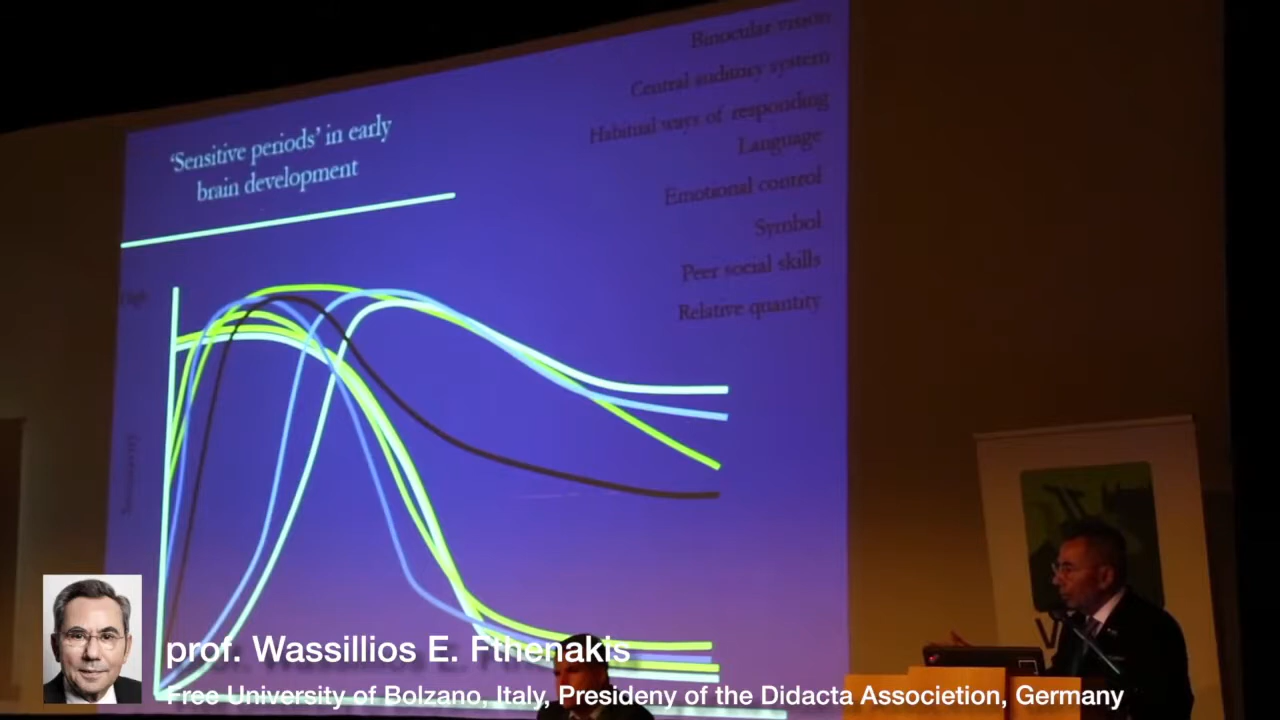 Binocular vision
Central auditory system
Habitual ways of responding
Language
Emotional control
Symbol
Peer social skills
Relative quantity
‘Sensitive periods’ in early
brain development
High
prof. Wassillios E. Fthenakis
Free University of Bolzano, Italy, Presideny of the Didacta Associetion, Germany